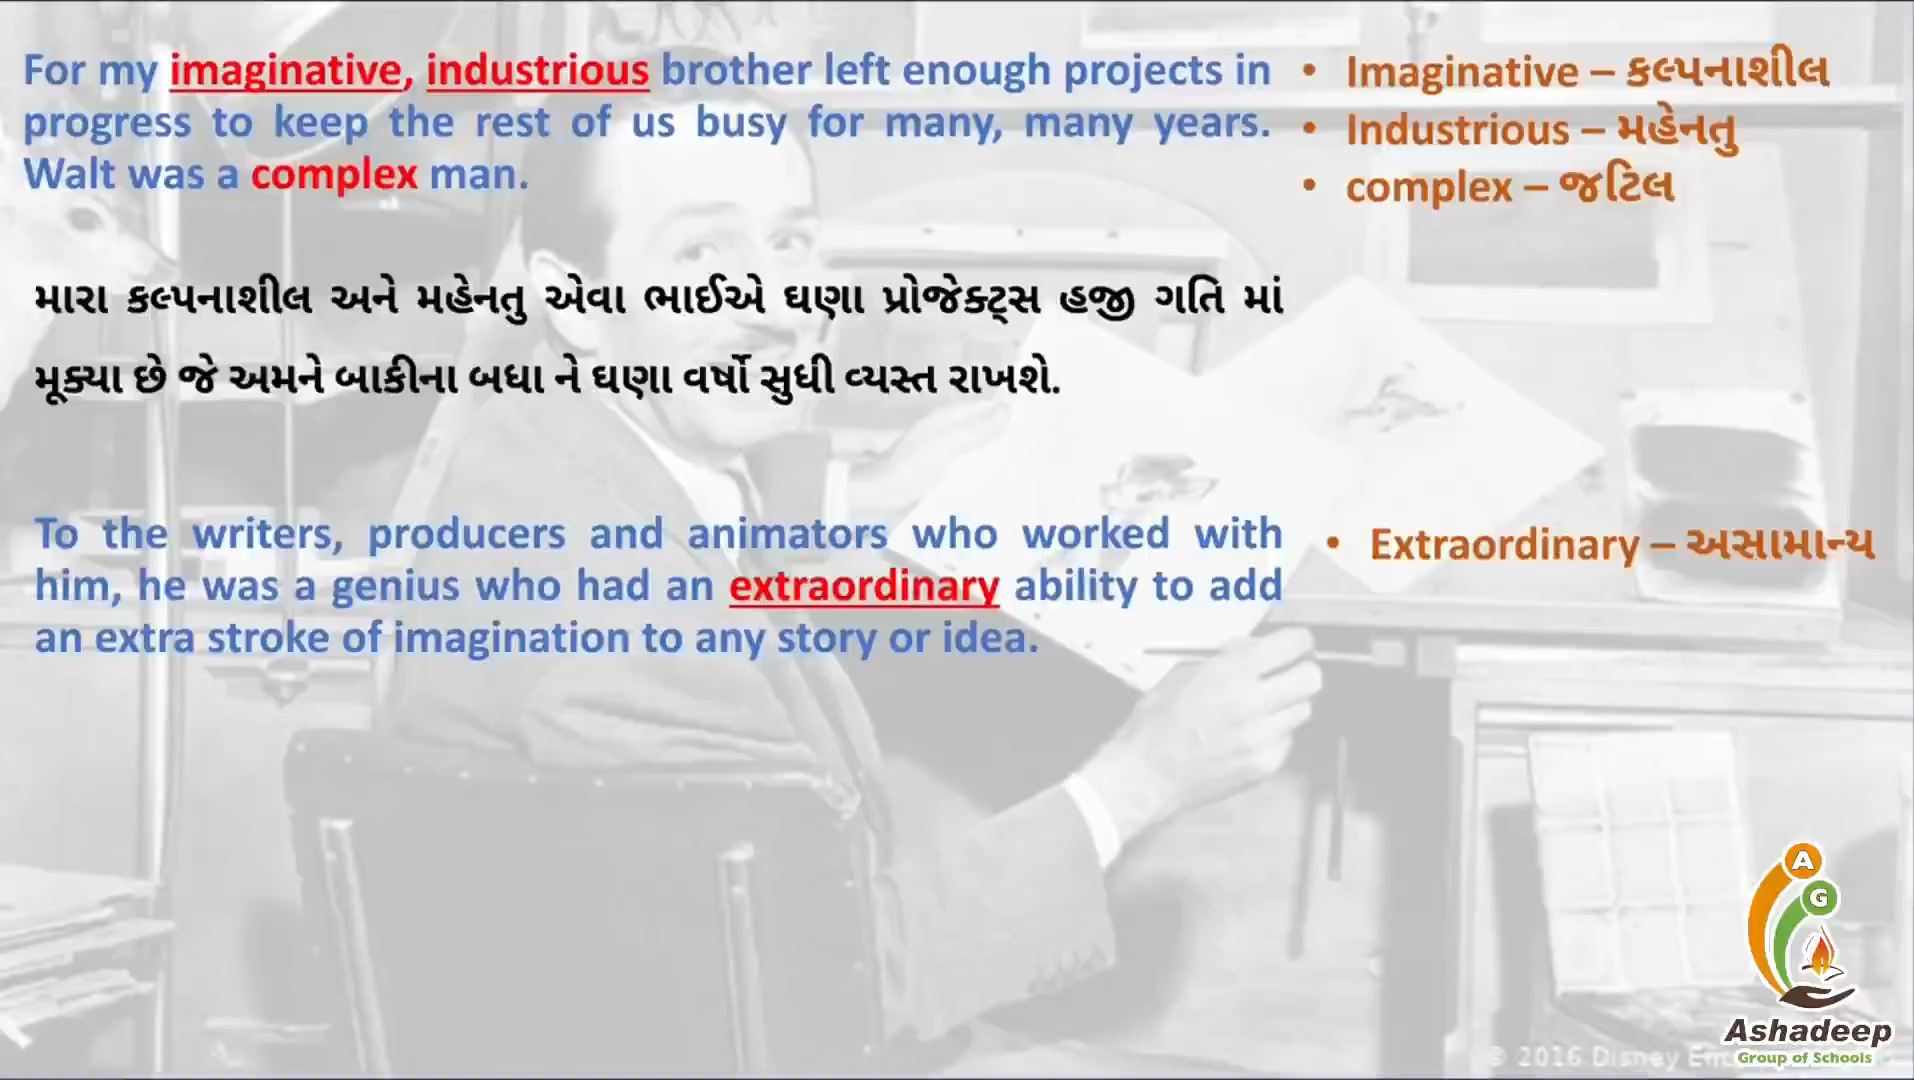 For my imaginative, industrious brother left enough projects in
progress to keep the rest of us busy for many, many years.
Walt was a complex man.
• Imaginative – કલ્પનાશીલ
• Industrious – મહેનતુ
• complex – જટિલ
મારા કલ્પનાશીલ અને મહેનતુ એવા ભાઈએ ઘણા પ્રોજેક્ટ્સ હજી ગતિ માં
મૂક્યા છે જે અમને બાકીના બધા ને ઘણા વર્ષો સુધી વ્યસ્ત રાખશે.
To the writers, producers and animators who worked with
him, he was a genius who had an extraordinary ability to add
an extra stroke of imagination to any story or idea.
• Extraordinary – અસામાન્ય
A
G
Ashadeep
Group of Schools
© 2016 Disney